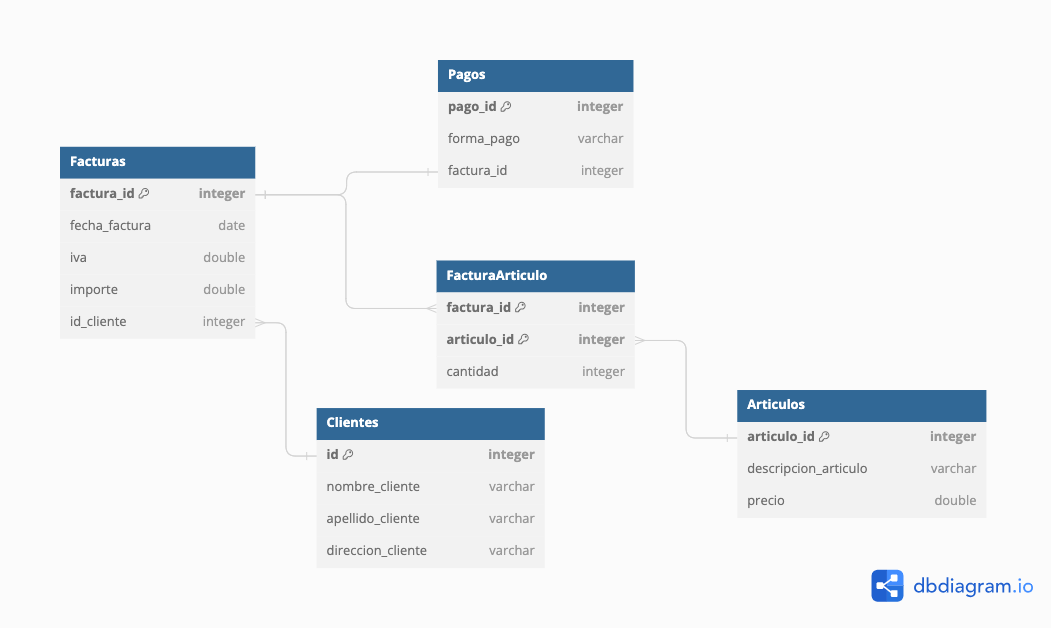 Pagos
pago_id integer
forma_pago varchar
factura_id integer
Facturas
factura_id integer
fecha_factura date
iva double
importe double
id_cliente integer
FacturaArticulo
factura_id integer
articulo_id integer
cantidad integer
Clientes
id integer
nombre_cliente varchar
apellido_cliente varchar
direccion_cliente varchar
Articulos
articulo_id integer
descripcion_articulo varchar
precio double
dbdiagram.io